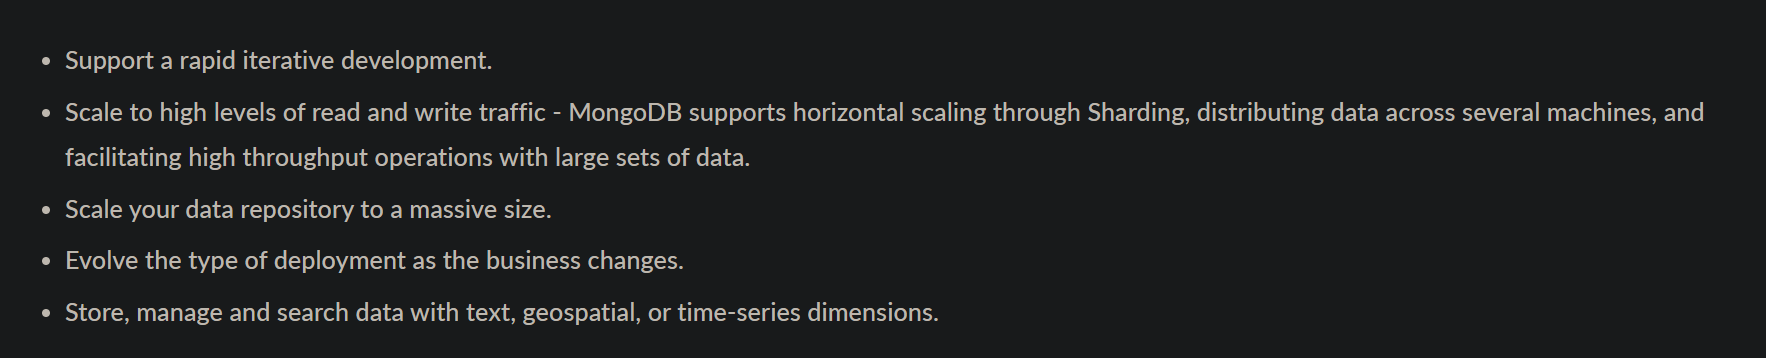 • Support a rapid iterative development.
• Scale to high levels of read and write traffic - MongoDB supports horizontal scaling through Sharding, distributing data across several machines, and
facilitating high throughput operations with large sets of data.
• Scale your data repository to a massive size.
• Evolve the type of deployment as the business changes.
• Store, manage and search data with text, geospatial, or time-series dimensions.